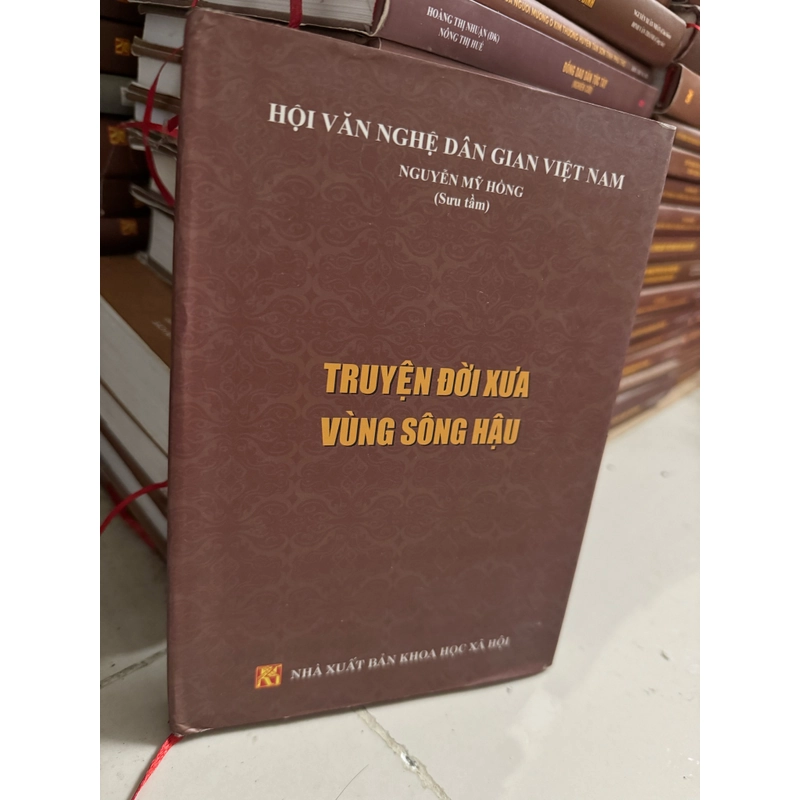 HOÀNG THỊ NHUẬN (ĐK)
NÔNG THỊ HUẾ
HỘI VĂN NGHỆ DÂN GIAN VIỆT NAM
NGUYỄN MỸ HỒNG
(Sưu tầm)
TRUYỆN ĐỜI XƯA
VÙNG SÔNG HẬU
NHÀ XUẤT BẢN KHOA HỌC XÃ HỘI